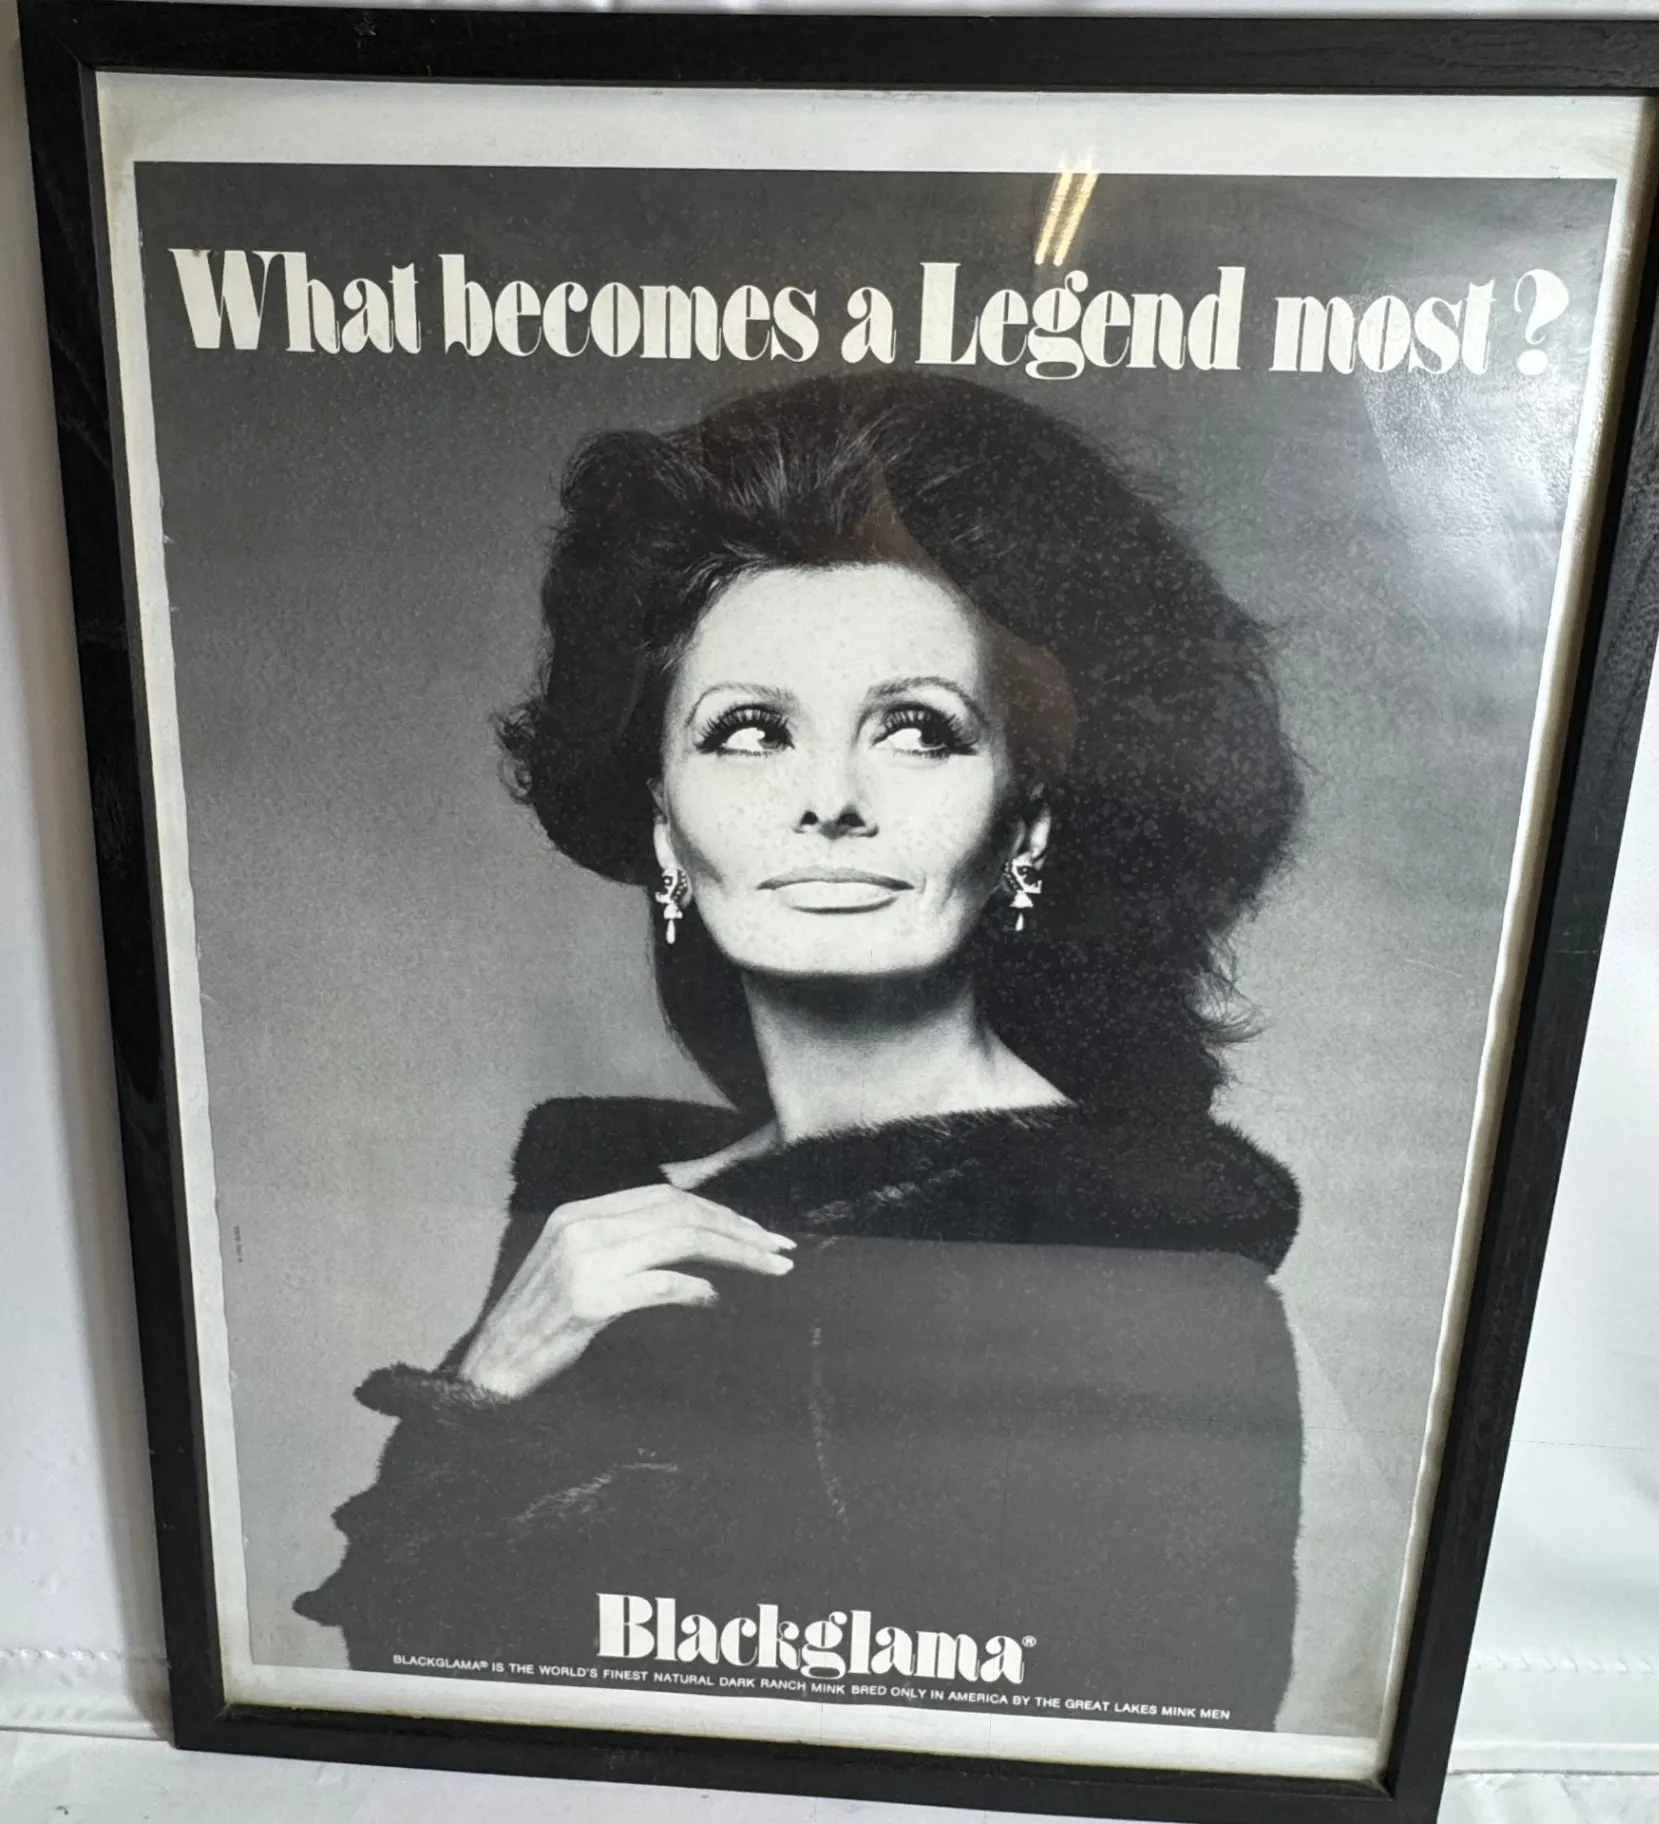 What becomes a Legend most?
Blackglama®
BLACKGLAMA® IS THE WORLD'S FINEST NATURAL DARK RANCH MINK BRED ONLY IN AMERICA BY THE GREAT LAKES MINK MEN